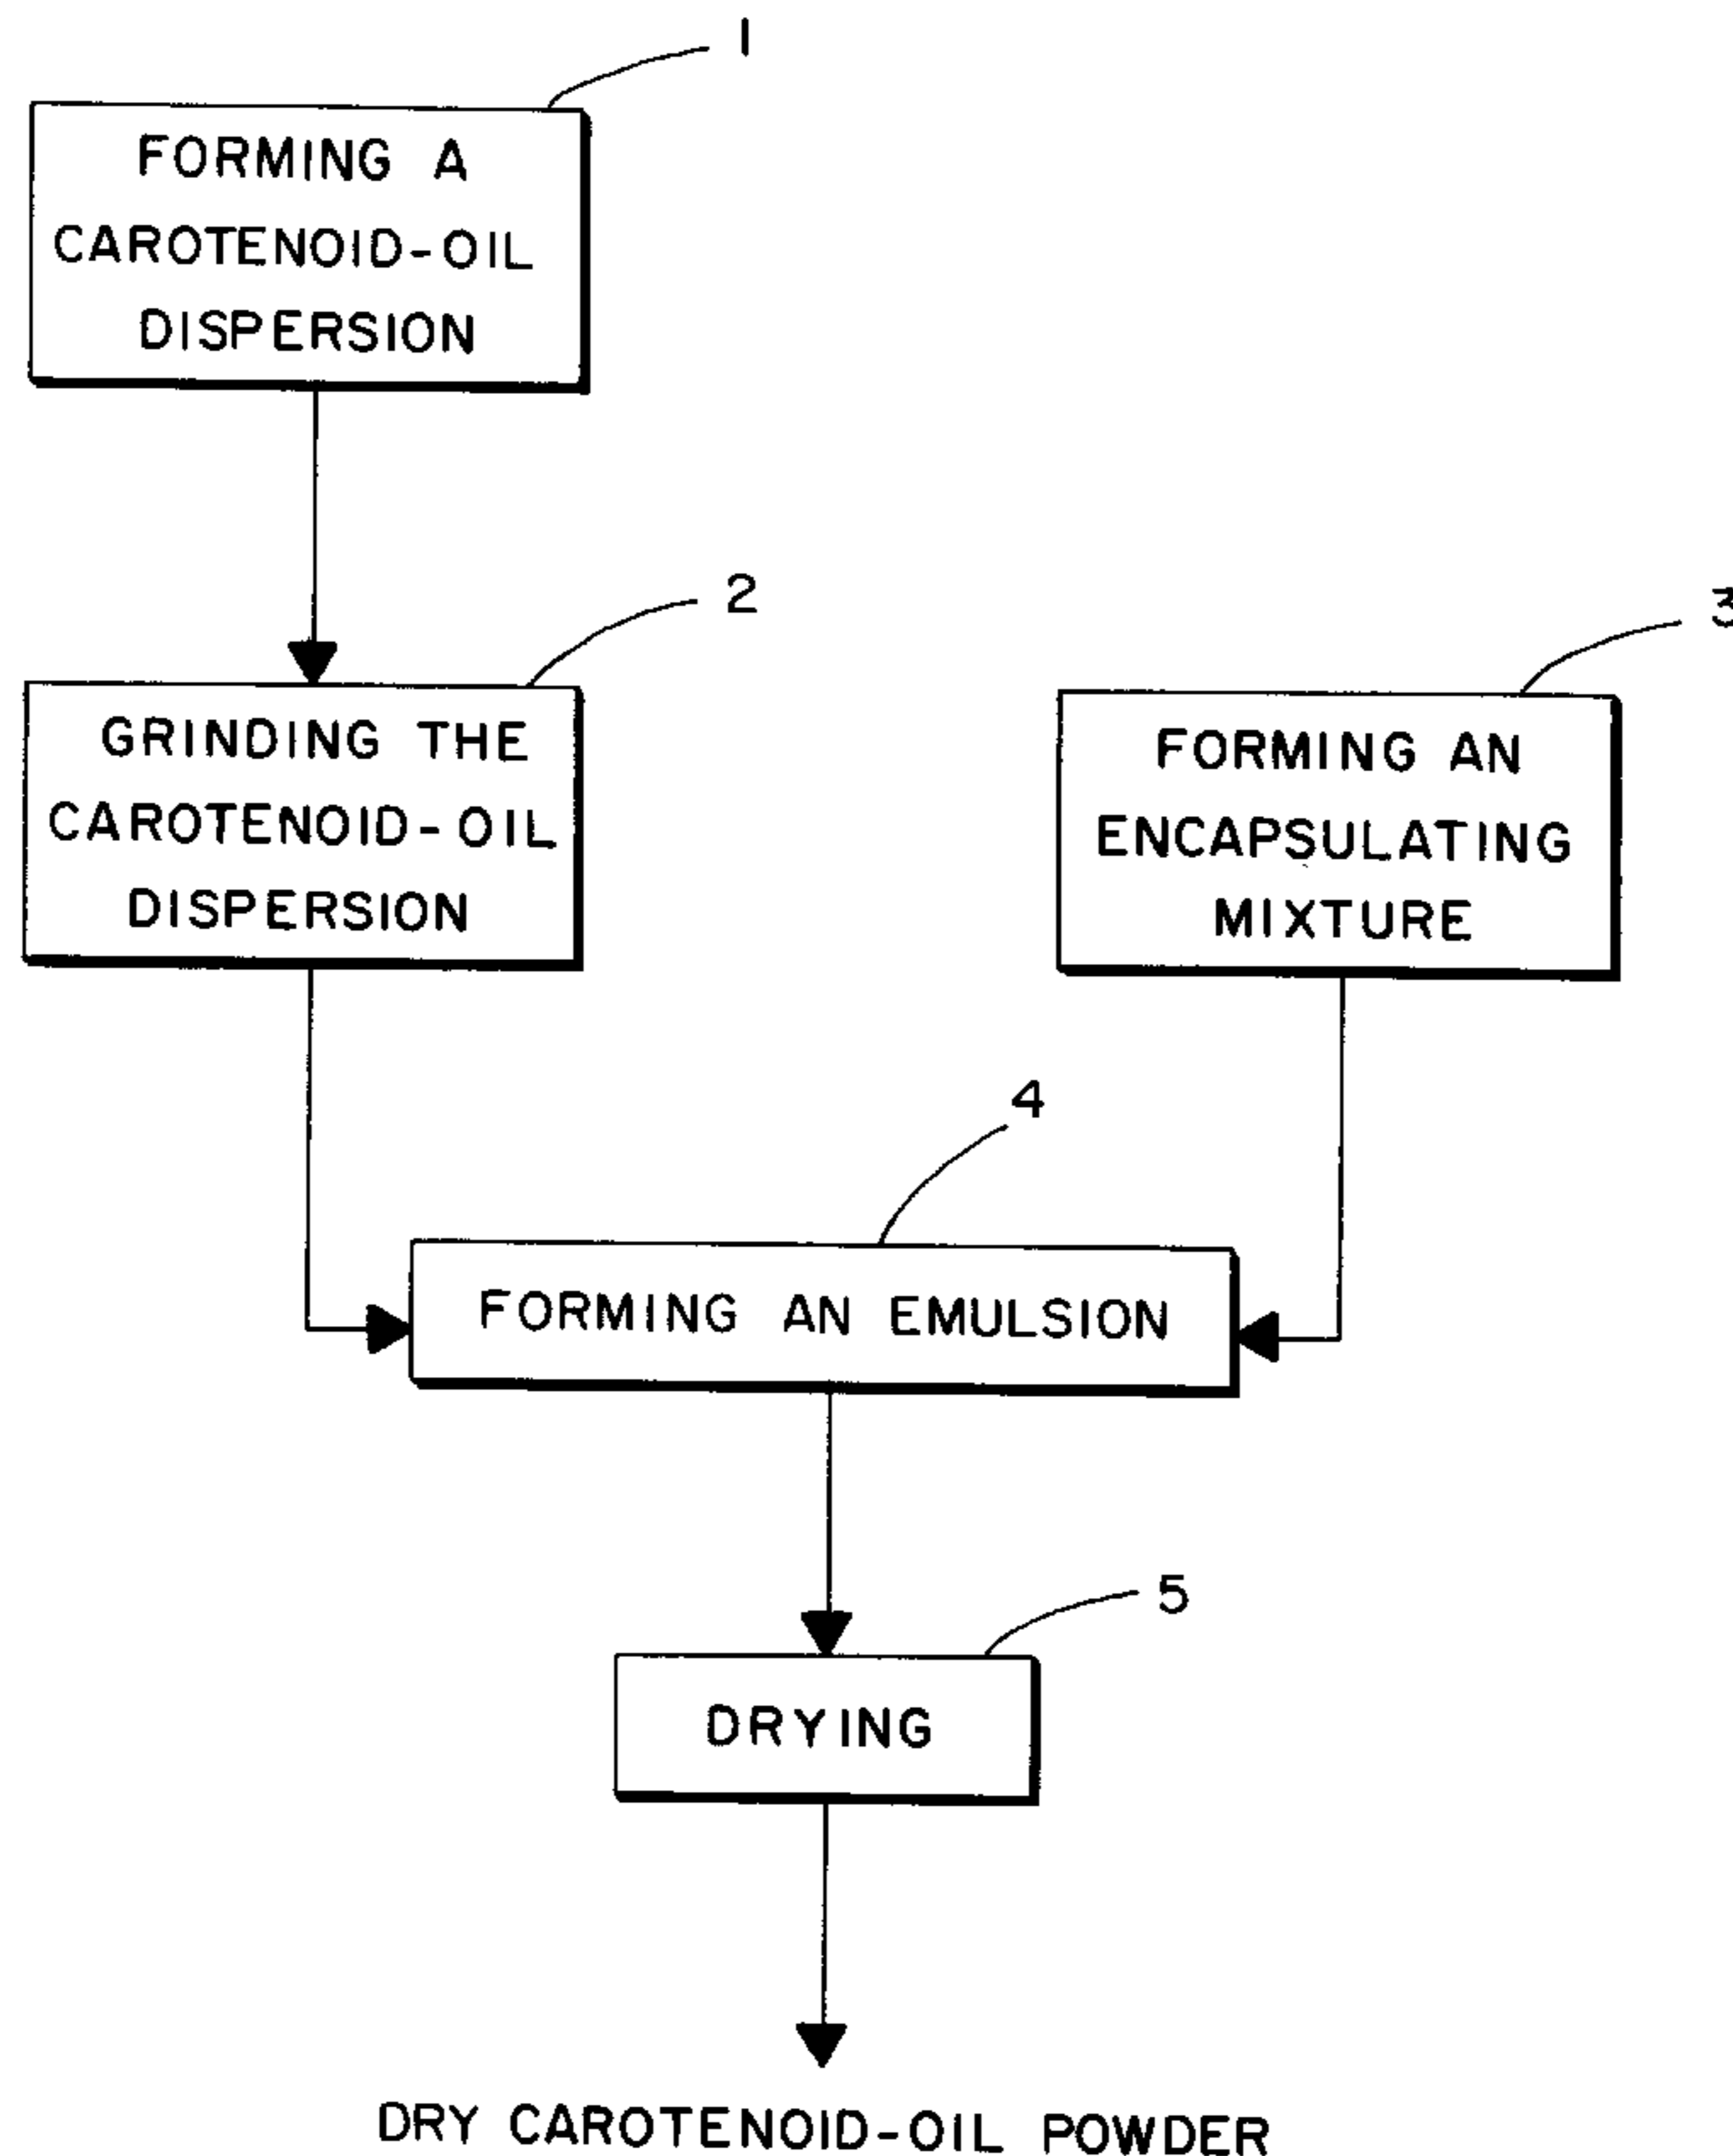 1
FORMING A
CAROTENOID-OIL
DISPERSION
2
GRINDING THE
CAROTENOID-OIL
DISPERSION
3
FORMING AN
ENCAPSULATING
MIXTURE
4
FORMING AN EMULSION
5
DRYING
DRY CAROTENOID-OIL POWDER